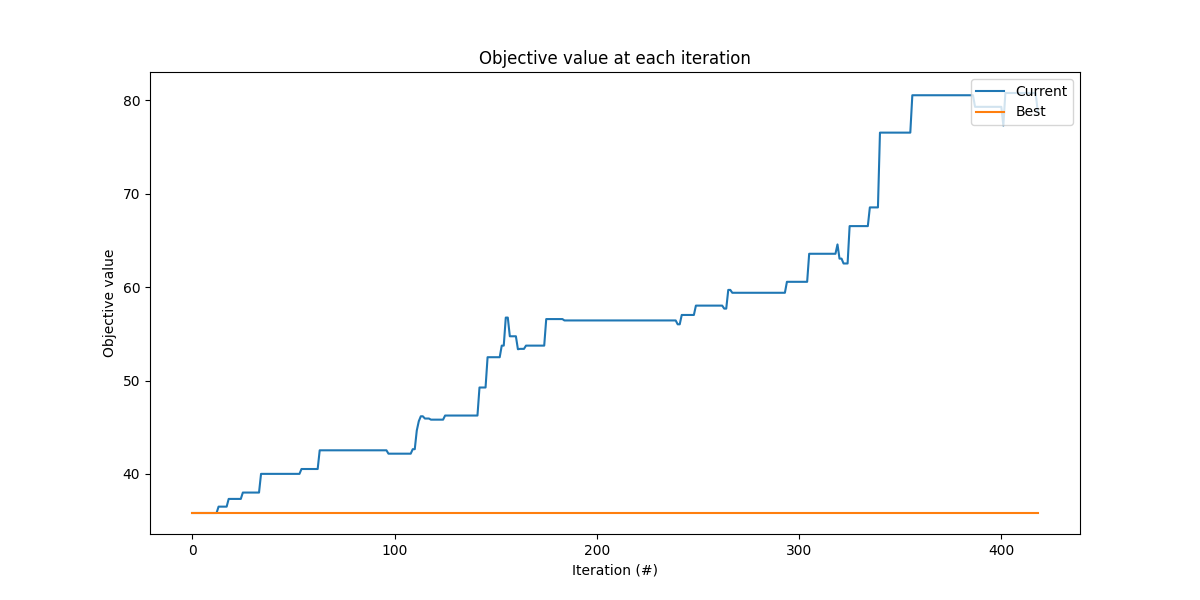 Objective value at each iteration
Current
Best
80
70
60
50
40
Objective value
0 100 200 300 400
Iteration (#)